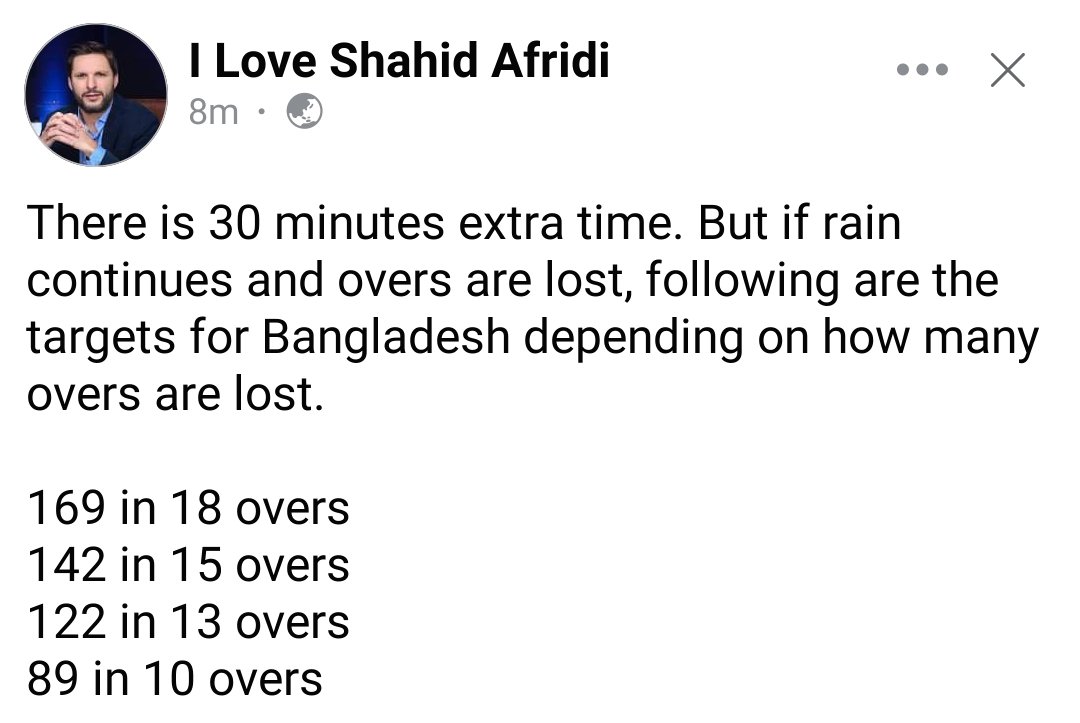 I Love Shahid Afridi
8m ·
There is 30 minutes extra time. But if rain
continues and overs are lost, following are the
targets for Bangladesh depending on how many
overs are lost.
169 in 18 overs
142 in 15 overs
122 in 13 overs
89 in 10 overs